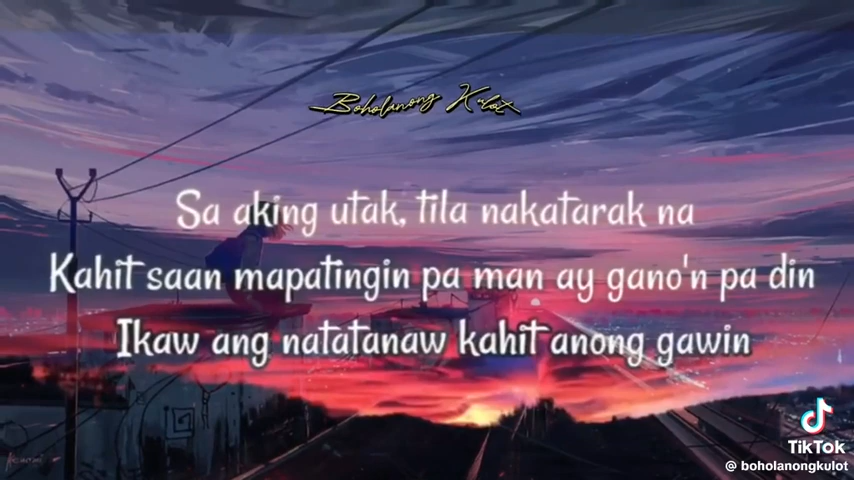 Boholanong Kulot
Sa aking utak, tila nakatarak na
Kahit saan mapatingin pa man ay gano'n pa din
Ikaw ang natatanaw kahit anong gawin
TikTok
@ boholanongkulot